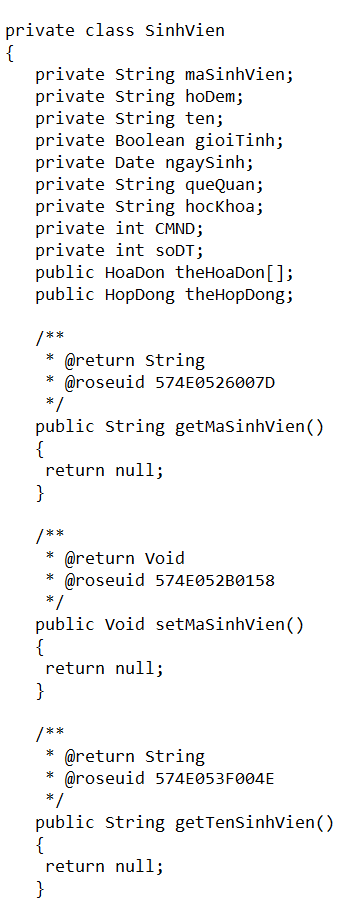 private class SinhVien
{
   private String maSinhVien;
   private String hoDem;
   private String ten;
   private Boolean gioiTinh;
   private Date ngaySinh;
   private String queQuan;
   private String hocKhoa;
   private int CMND;
   private int soDT;
   public HoaDon theHoaDon[];
   public HopDong theHopDong;

   /**
    * @return String
    * @roseuid 574E0526007D
    */
   public String getMaSinhVien()
   {
    return null;
   }

   /**
    * @return Void
    * @roseuid 574E052B0158
    */
   public Void setMaSinhVien()
   {
    return null;
   }

   /**
    * @return String
    * @roseuid 574E053F004E
    */
   public String getTenSinhVien()
   {
    return null;
   }